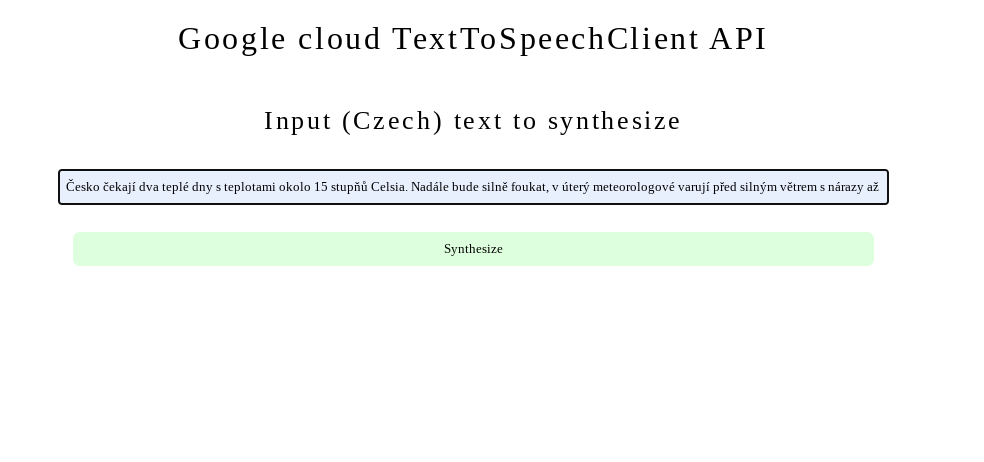 Google cloud TextToSpeechClient API
Input (Czech) text to synthesize
Česko čekají dva teplé dny s teplotami okolo 15 stupňů Celsia. Nadále bude silně foukat, v úterý meteorologové varují před silným větrem s nárazy až
Synthesize